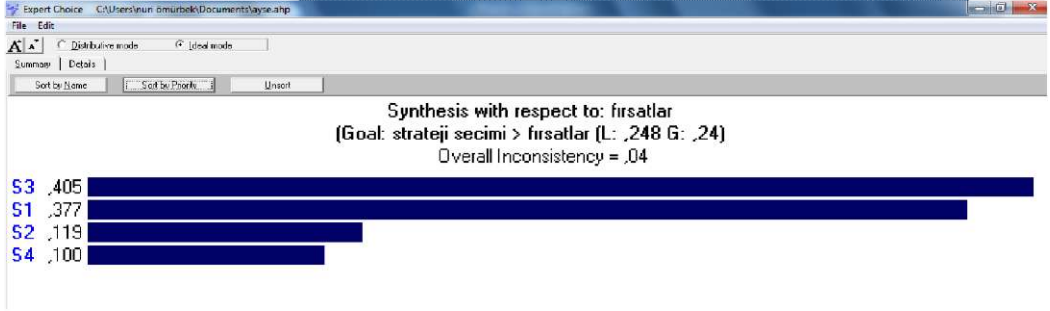 Expert Choice C:\Users\nuri ömürbek\Documents\ayse.ahp
File Edit
Distributive mode Ideal mode
Summary Details
Sort by Name Sort by Priority Unsort
Synthesis with respect to: fırsatlar
(Goal: strateji secimi > fırsatlar (L: ,248 G: ,24)
Overall Inconsistency = ,04
S3 ,405
S1 ,377
S2 ,119
S4 ,100